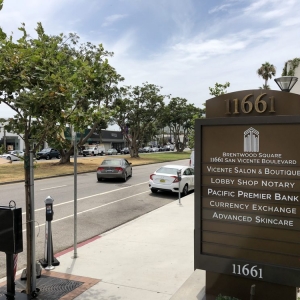 11661
BRENTWOOD SQUARE
11661 SAN VICENTE BOULEVARD
VICENTE SALON & BOUTIQUE
LOBBY SHOP NOTARY
PACIFIC PREMIER BANK
CURRENCY EXCHANGE
ADVANCED SKINCARE
11661